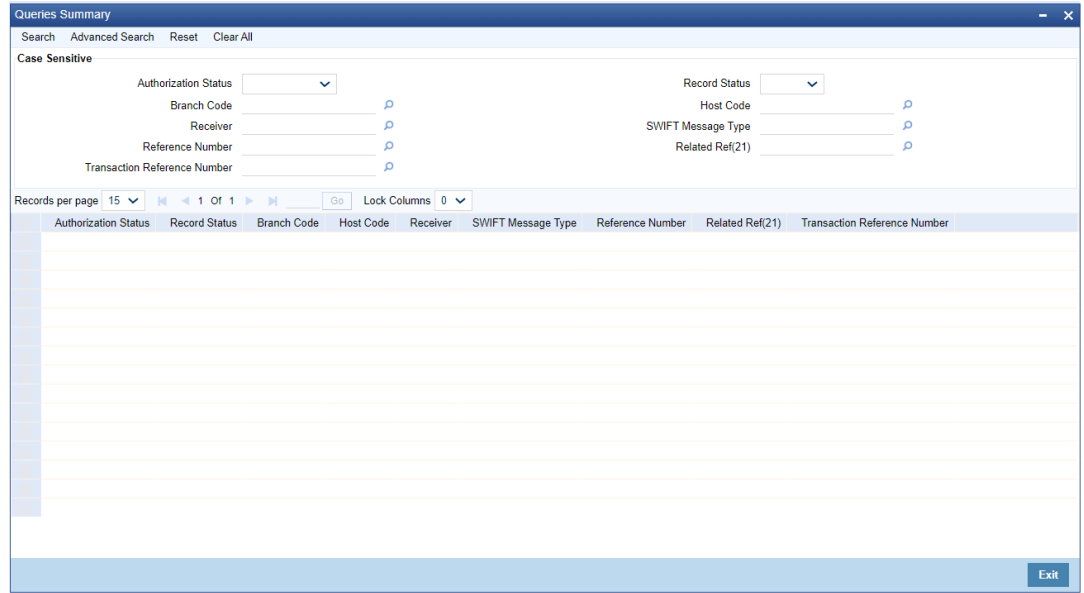 Queries Summary
Search Advanced Search Reset Clear All
Case Sensitive
Authorization Status Record Status
Branch Code Host Code
Receiver SWIFT Message Type
Reference Number Related Ref(21)
Transaction Reference Number
Records per page 15 1 Of 1 Go Lock Columns 0
Authorization Status Record Status Branch Code Host Code Receiver SWIFT Message Type Reference Number Related Ref(21) Transaction Reference Number
Exit